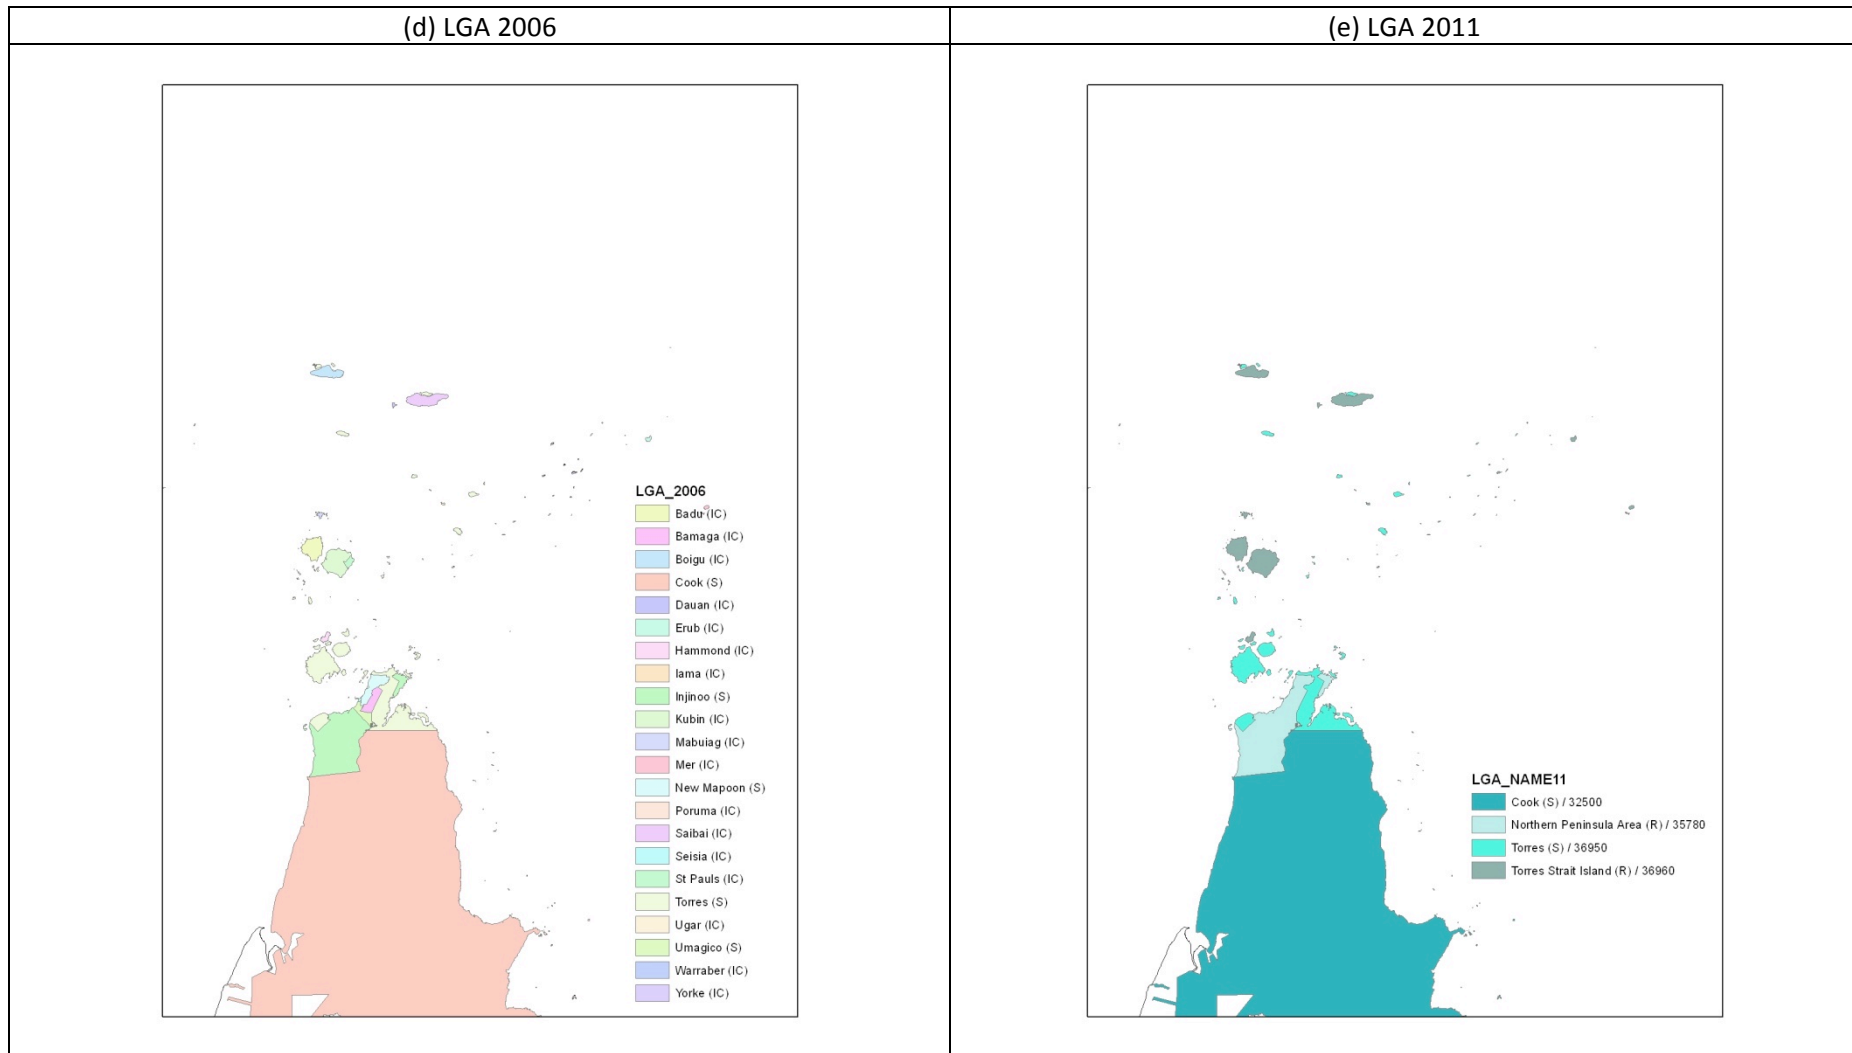 (d) LGA 2006
(e) LGA 2011
LGA_2006
Badu (IC)
Bamaga (IC)
Boigu (IC)
Cook (S)
Dauan (IC)
Erub (IC)
Hammond (IC)
Iama (IC)
Injinoo (S)
Kubin (IC)
Mabuiag (IC)
Mer (IC)
New Mapoon (S)
Poruma (IC)
Saibai (IC)
Seisia (IC)
St Pauls (IC)
Torres (S)
Ugar (IC)
Umagico (S)
Warraber (IC)
Yorke (IC)
LGA_NAME11
Cook (S) / 32500
Northern Peninsula Area (R) / 35780
Torres (S) / 36950
Torres Strait Island (R) / 36960